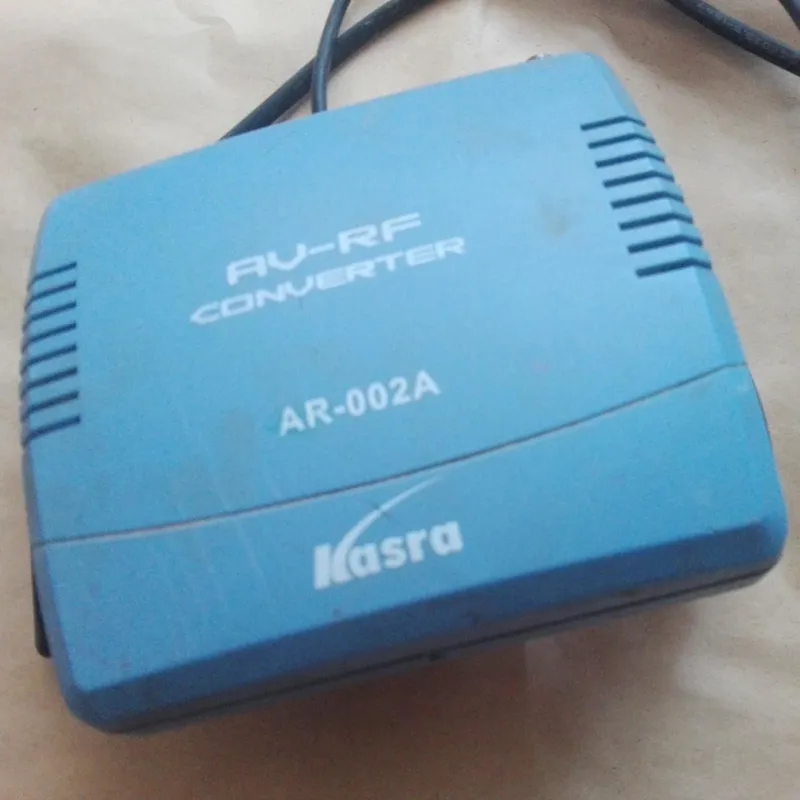 AV-RF
CONVERTER
AR-002A
Kasra